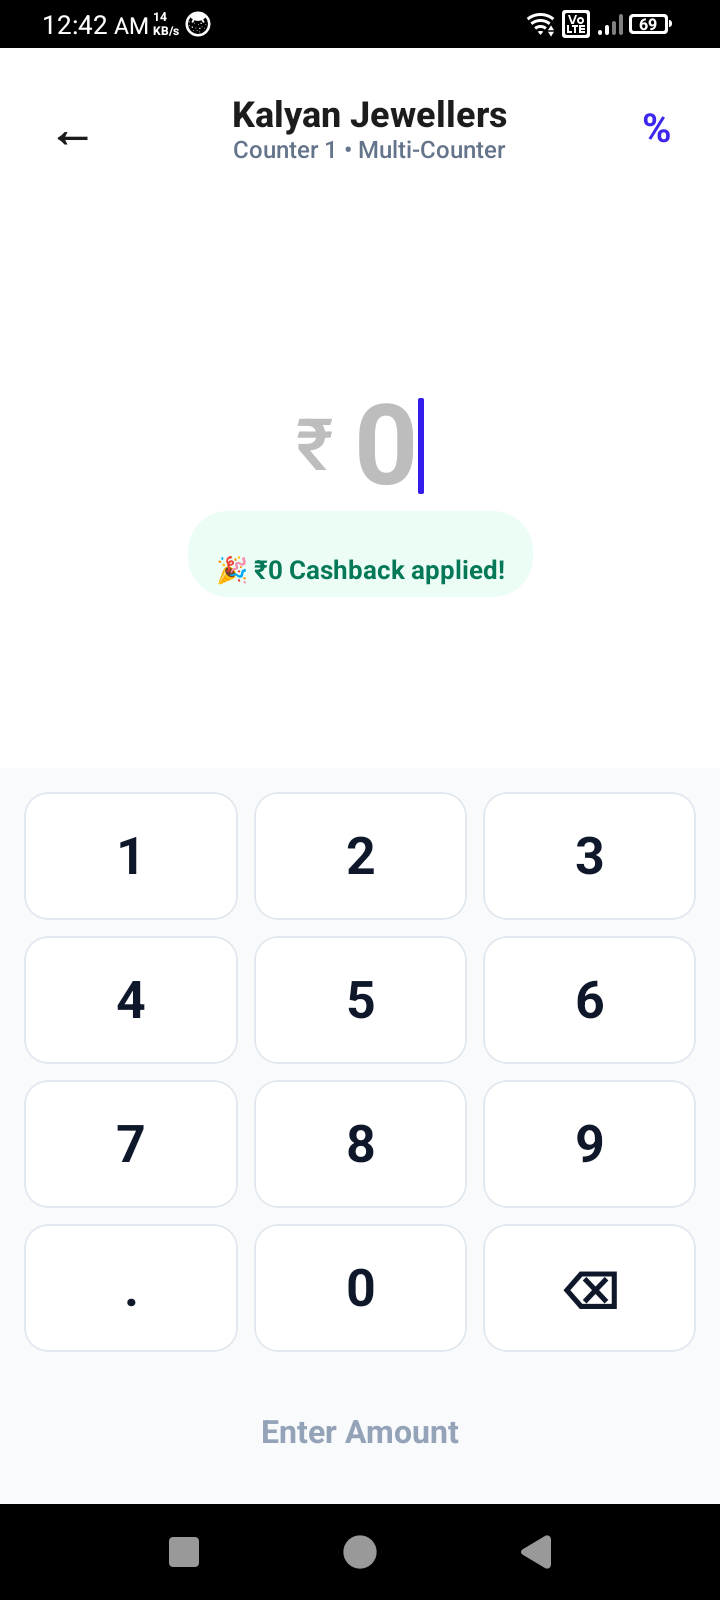 12:42 AM 14 KB/s Vo LTE 69
Kalyan Jewellers
Counter 1 • Multi-Counter
%
₹ 0
🎉 ₹0 Cashback applied!
1 2 3
4 5 6
7 8 9
. 0
Enter Amount